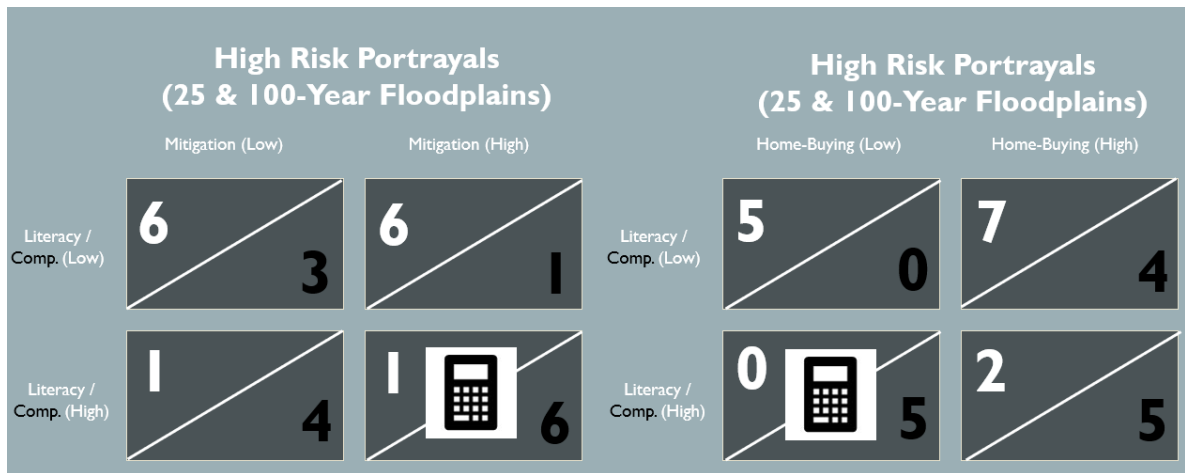 High Risk Portrayals
(25 & 100-Year Floodplains)
Mitigation (Low) Mitigation (High)
Literacy /
Comp. (Low)
6 3 6 1
Literacy /
Comp. (High)
1 4 1 6
High Risk Portrayals
(25 & 100-Year Floodplains)
Home-Buying (Low) Home-Buying (High)
Literacy /
Comp. (Low)
5 0 7 4
Literacy /
Comp. (High)
0 5 2 5